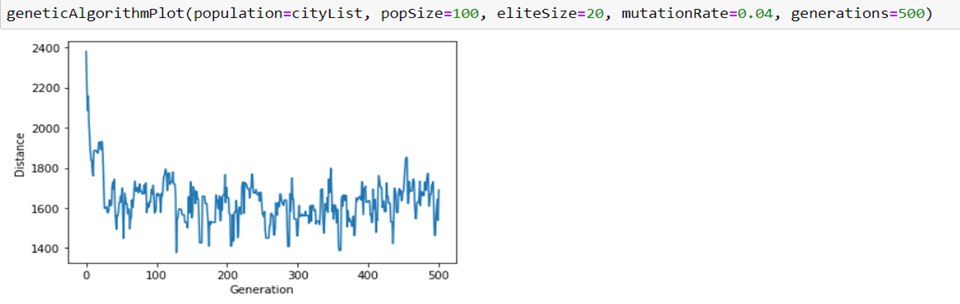 geneticAlgorithmPlot(population=cityList, popSize=100, eliteSize=20, mutationRate=0.04, generations=500)
2400
2200
2000
1800
1600
1400
Distance
0 100 200 300 400 500
Generation